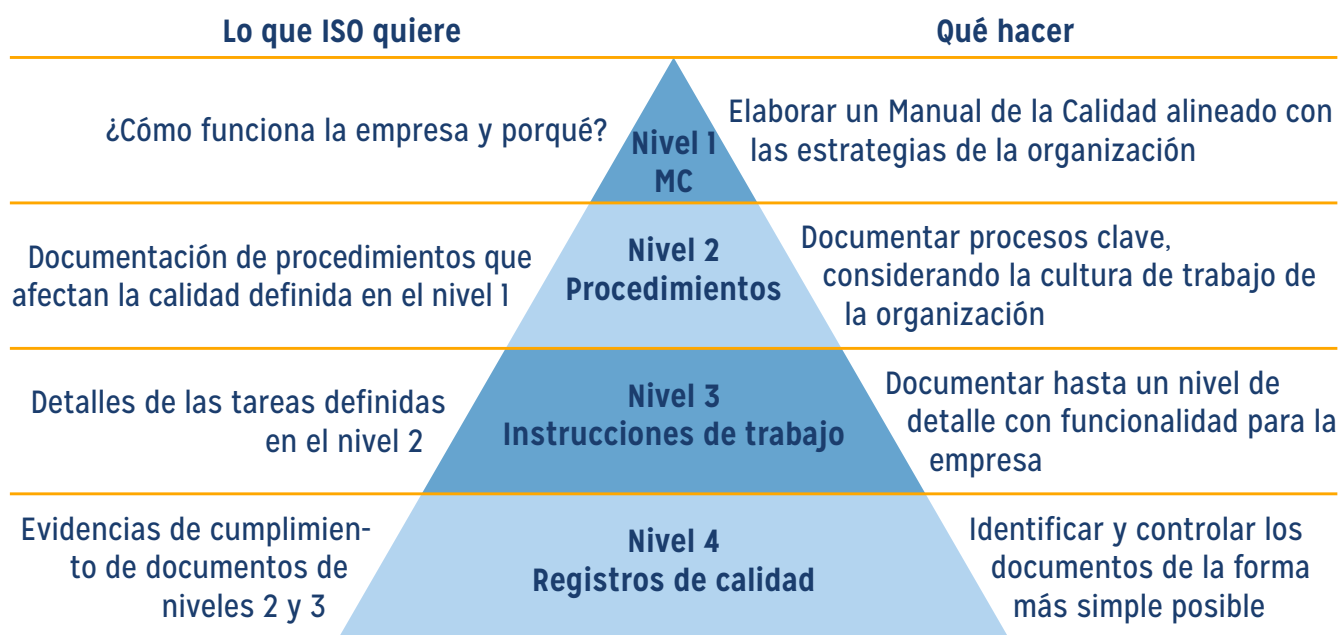 Lo que ISO quiere
Qué hacer
¿Cómo funciona la empresa y porqué?
Nivel 1
MC
Elaborar un Manual de la Calidad alineado con
las estrategias de la organización
Documentación de procedimientos que
afectan la calidad definida en el nivel 1
Nivel 2
Procedimientos
Documentar procesos clave,
considerando la cultura de trabajo de
la organización
Detalles de las tareas definidas
en el nivel 2
Nivel 3
Instrucciones de trabajo
Documentar hasta un nivel de
detalle con funcionalidad para la
empresa
Evidencias de cumplimien-
to de documentos de
niveles 2 y 3
Nivel 4
Registros de calidad
Identificar y controlar los
documentos de la forma
más simple posible